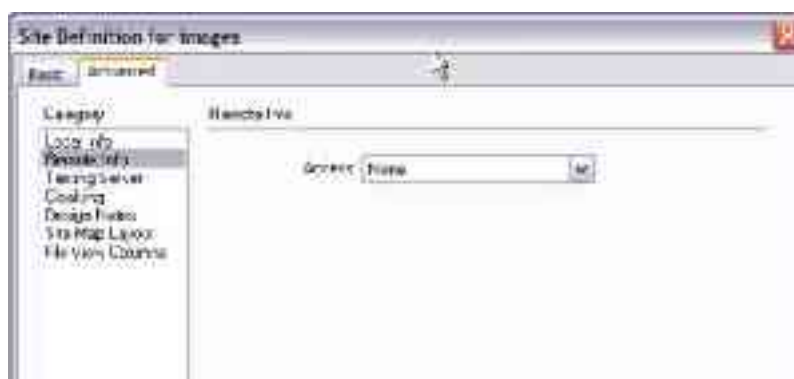 Site Definition for images
Basic Advanced
Category
Local Info
Remote Info
Testing Server
Cloaking
Design Notes
Site Map Layout
File View Columns
Remote Info
Access: None